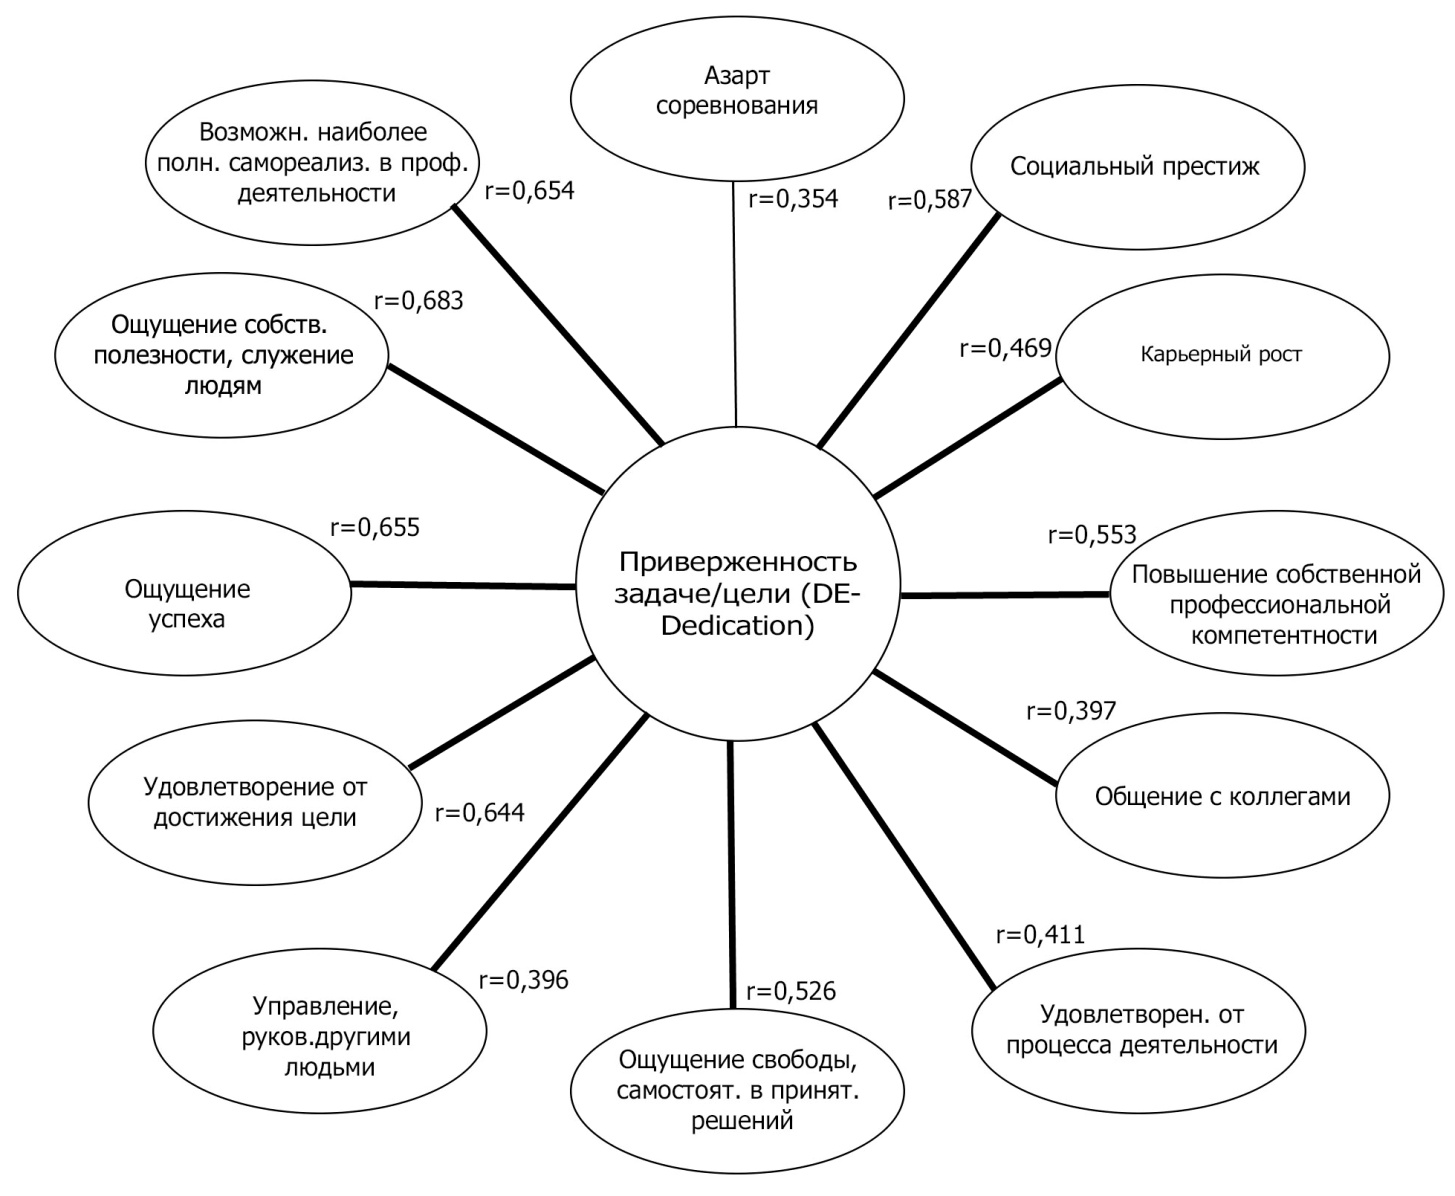 Азарт
соревнования
r=0,354
Социальный престиж
r=0,587
Карьерный рост
r=0,469
Повышение собственной
профессиональной
компетентности
r=0,553
Общение с коллегами
r=0,397
Удовлетворен. от
процесса деятельности
r=0,411
Ощущение свободы,
самостоят. в принят.
решений
r=0,526
Управление,
руков.другими
людьми
r=0,396
Удовлетворение от
достижения цели
r=0,644
Ощущение
успеха
r=0,655
Ощущение собств.
полезности, служение
людям
r=0,683
Возможн. наиболее
полн. самореализ. в проф.
деятельности
r=0,654
Приверженность
задаче/цели (DE-
Dedication)